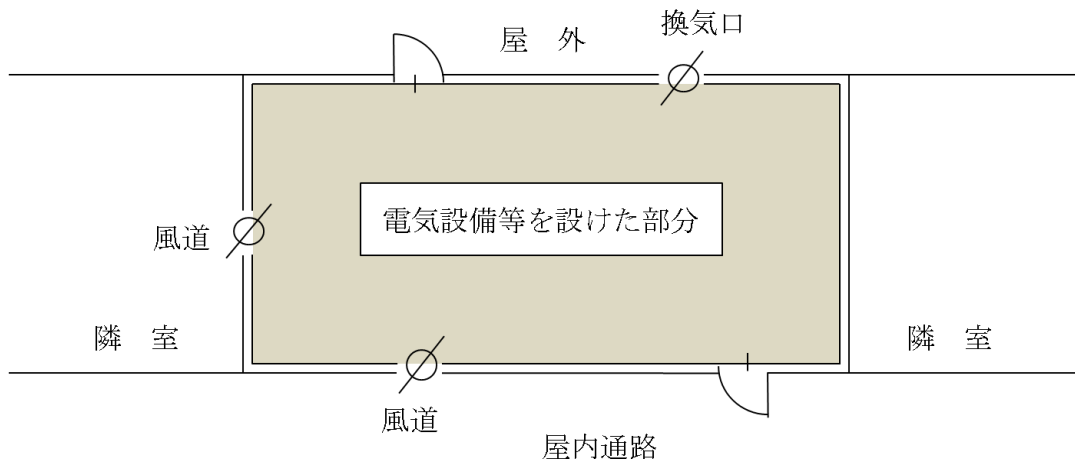 換気口
屋　外
電気設備等を設けた部分
風道
隣　室
隣　室
風道
屋内通路